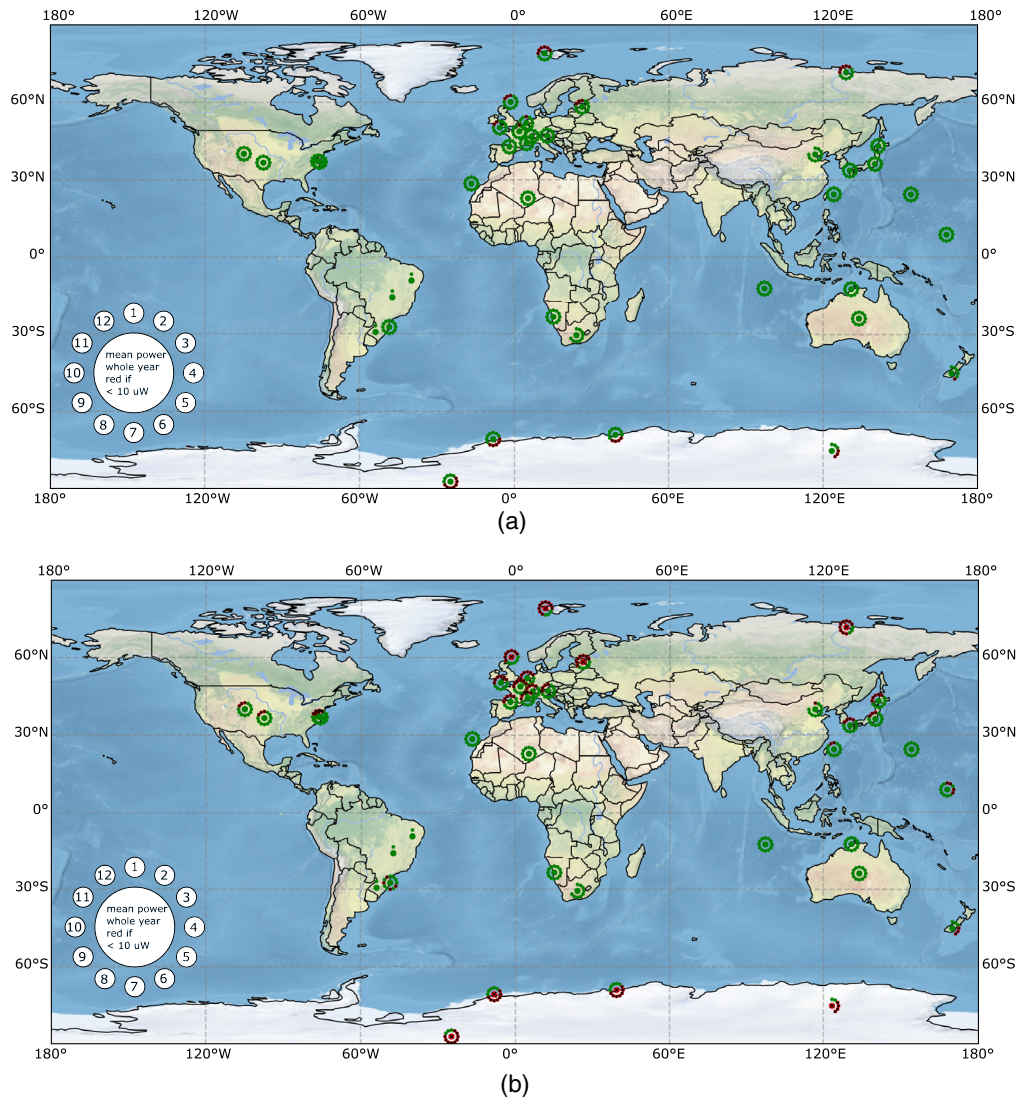 180° 120°W 60°W 0° 60°E 120°E 180°
60°N 60°N
30°N 30°N
0° 0°
30°S 30°S
60°S 60°S
1
12 2
11 3
10 4
9 5
8 6
7
mean power
whole year
red if
< 10 uW
180° 120°W 60°W 0° 60°E 120°E 180°
(a)
180° 120°W 60°W 0° 60°E 120°E 180°
60°N 60°N
30°N 30°N
0° 0°
30°S 30°S
60°S 60°S
1
12 2
11 3
10 4
9 5
8 6
7
mean power
whole year
red if
< 10 uW
180° 120°W 60°W 0° 60°E 120°E 180°
(b)